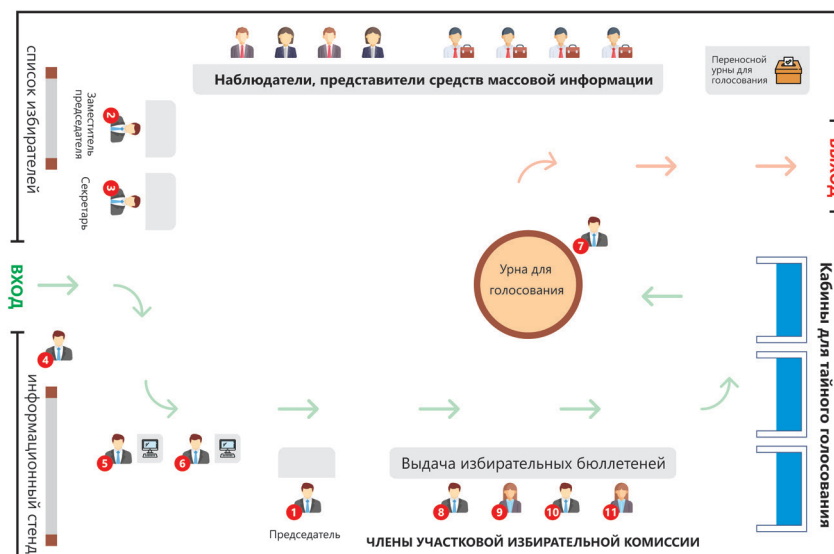 список избирателей
Заместитель
председателя
2
Секретарь
3
Наблюдатели, представители средств массовой информации
Переносной
урны для
голосования
ВЫХОД
ВХОД
7
Урна для
голосования
Кабины для тайного голосования
4
информационный стенд
5
6
1
Председатель
Выдача избирательных бюллетеней
8
9
10
11
ЧЛЕНЫ УЧАСТКОВОЙ ИЗБИРАТЕЛЬНОЙ КОМИССИИ